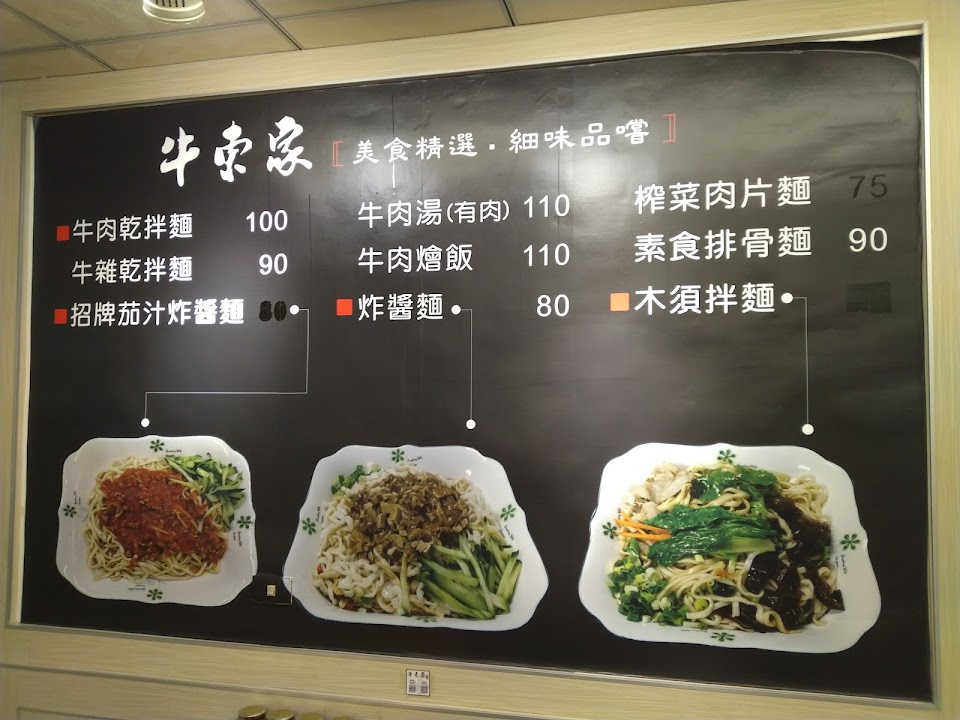 牛東家 [ 美食精選．細味品嚐 ]
牛肉乾拌麵 100
牛雜乾拌麵 90
招牌茄汁炸醬麵 80
牛肉湯(有肉) 110
牛肉燴飯 110
炸醬麵 80
榨菜肉片麵 75
素食排骨麵 90
木須拌麵